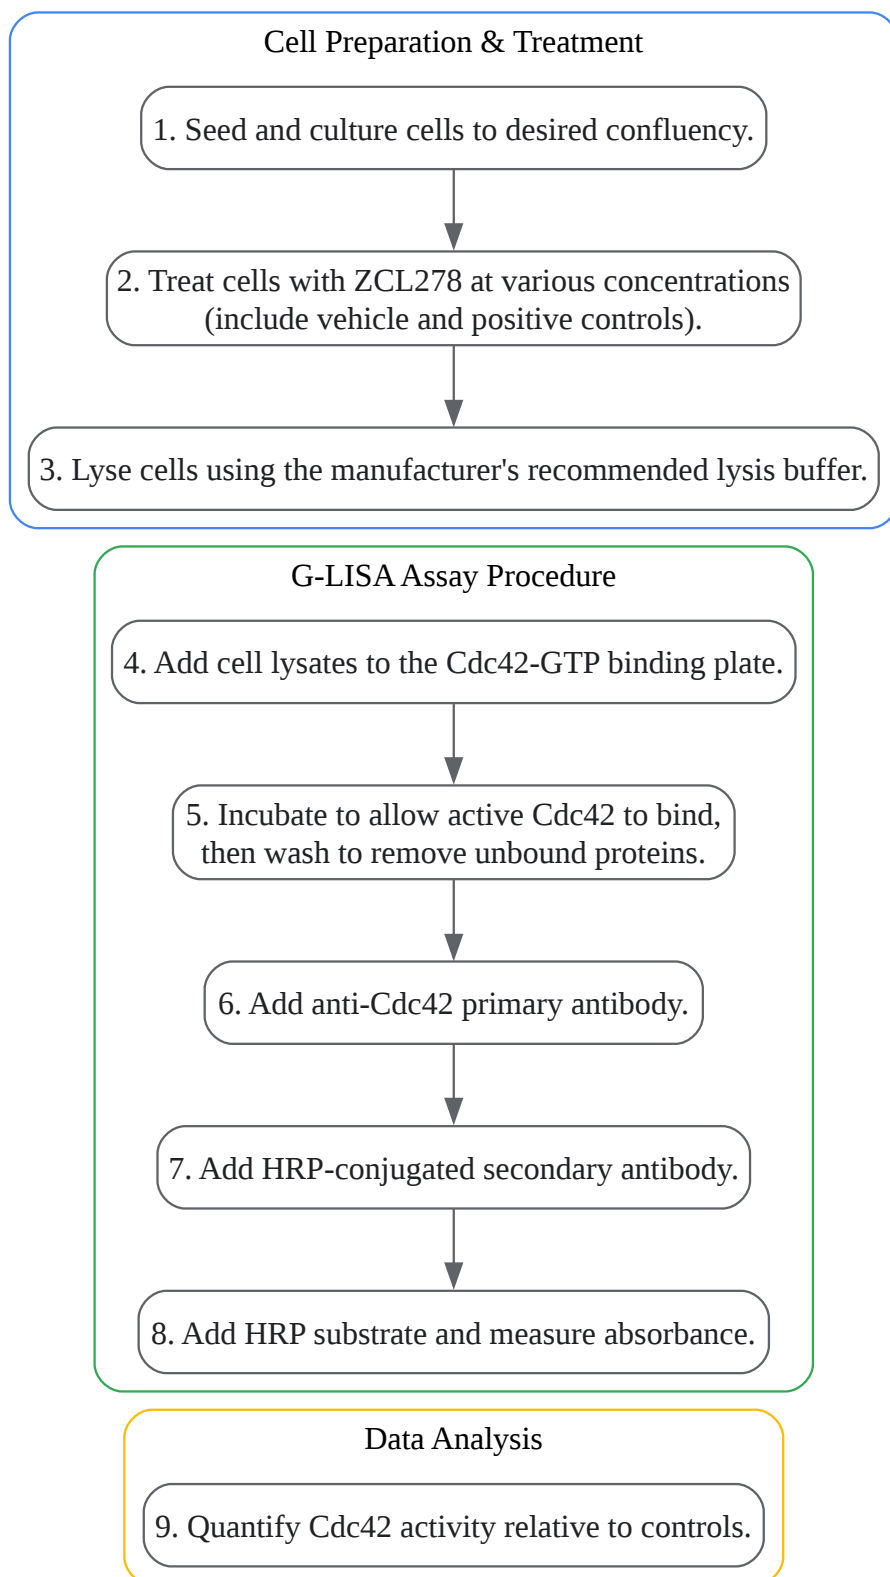 Cell Preparation & Treatment
1. Seed and culture cells to desired confluency.
2. Treat cells with ZCL278 at various concentrations
(include vehicle and positive controls).
3. Lyse cells using the manufacturer's recommended lysis buffer.
G-LISA Assay Procedure
4. Add cell lysates to the Cdc42-GTP binding plate.
5. Incubate to allow active Cdc42 to bind,
then wash to remove unbound proteins.
6. Add anti-Cdc42 primary antibody.
7. Add HRP-conjugated secondary antibody.
8. Add HRP substrate and measure absorbance.
Data Analysis
9. Quantify Cdc42 activity relative to controls.